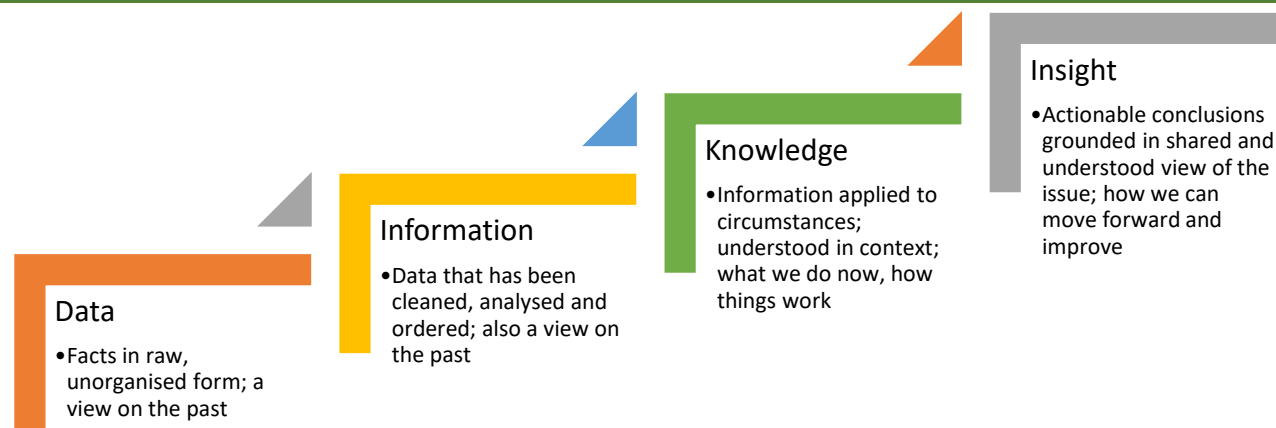 Data
•Facts in raw,
unorganised form; a
view on the past
Information
•Data that has been
cleaned, analysed and
ordered; also a view on
the past
Knowledge
•Information applied to
circumstances;
understood in context;
what we do now, how
things work
Insight
•Actionable conclusions
grounded in shared and
understood view of the
issue; how we can
move forward and
improve